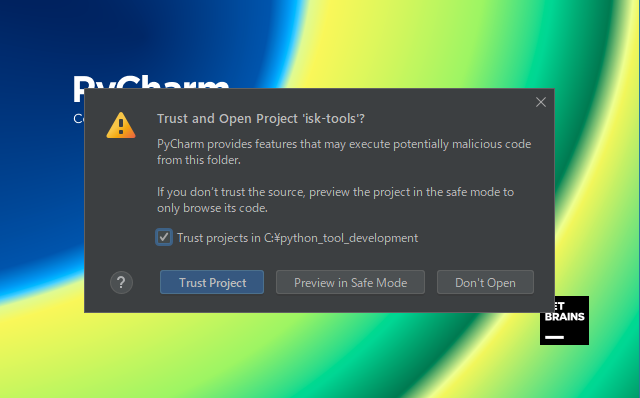 PyCharm
Trust and Open Project 'isk-tools'?
PyCharm provides features that may execute potentially malicious code
from this folder.
If you don't trust the source, preview the project in the safe mode to
only browse its code.
Trust projects in C:¥python_tool_development
?
Trust Project
Preview in Safe Mode
Don't Open
BRAINS